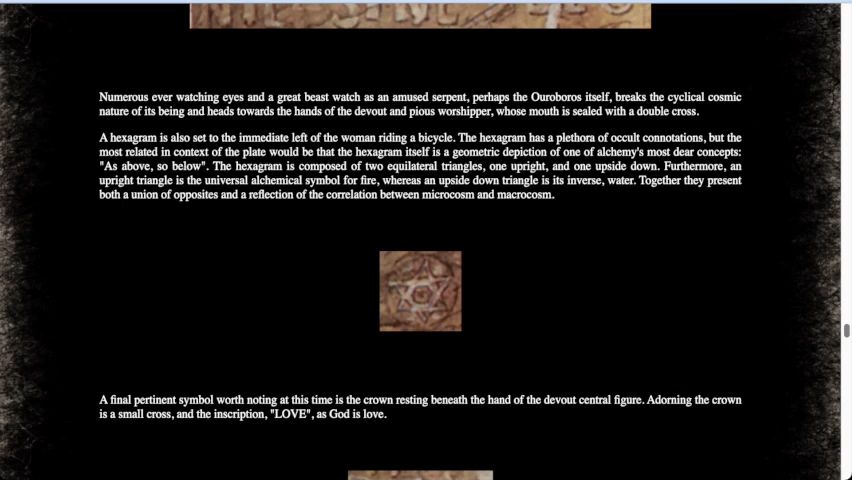 Numerous ever watching eyes and a great beast watch as an amused serpent, perhaps the Ouroboros itself, breaks the cyclical cosmic
nature of its being and heads towards the hands of the devout and pious worshipper, whose mouth is sealed with a double cross.
A hexagram is also set to the immediate left of the woman riding a bicycle. The hexagram has a plethora of occult connotations, but the
most related in context of the plate would be that the hexagram itself is a geometric depiction of one of alchemy's most dear concepts:
"As above, so below". The hexagram is composed of two equilateral triangles, one upright, and one upside down. Furthermore, an
upright triangle is the universal alchemical symbol for fire, whereas an upside down triangle is its inverse, water. Together they present
both a union of opposites and a reflection of the correlation between microcosm and macrocosm.
A final pertinent symbol worth noting at this time is the crown resting beneath the hand of the devout central figure. Adorning the crown
is a small cross, and the inscription, "LOVE", as God is love.